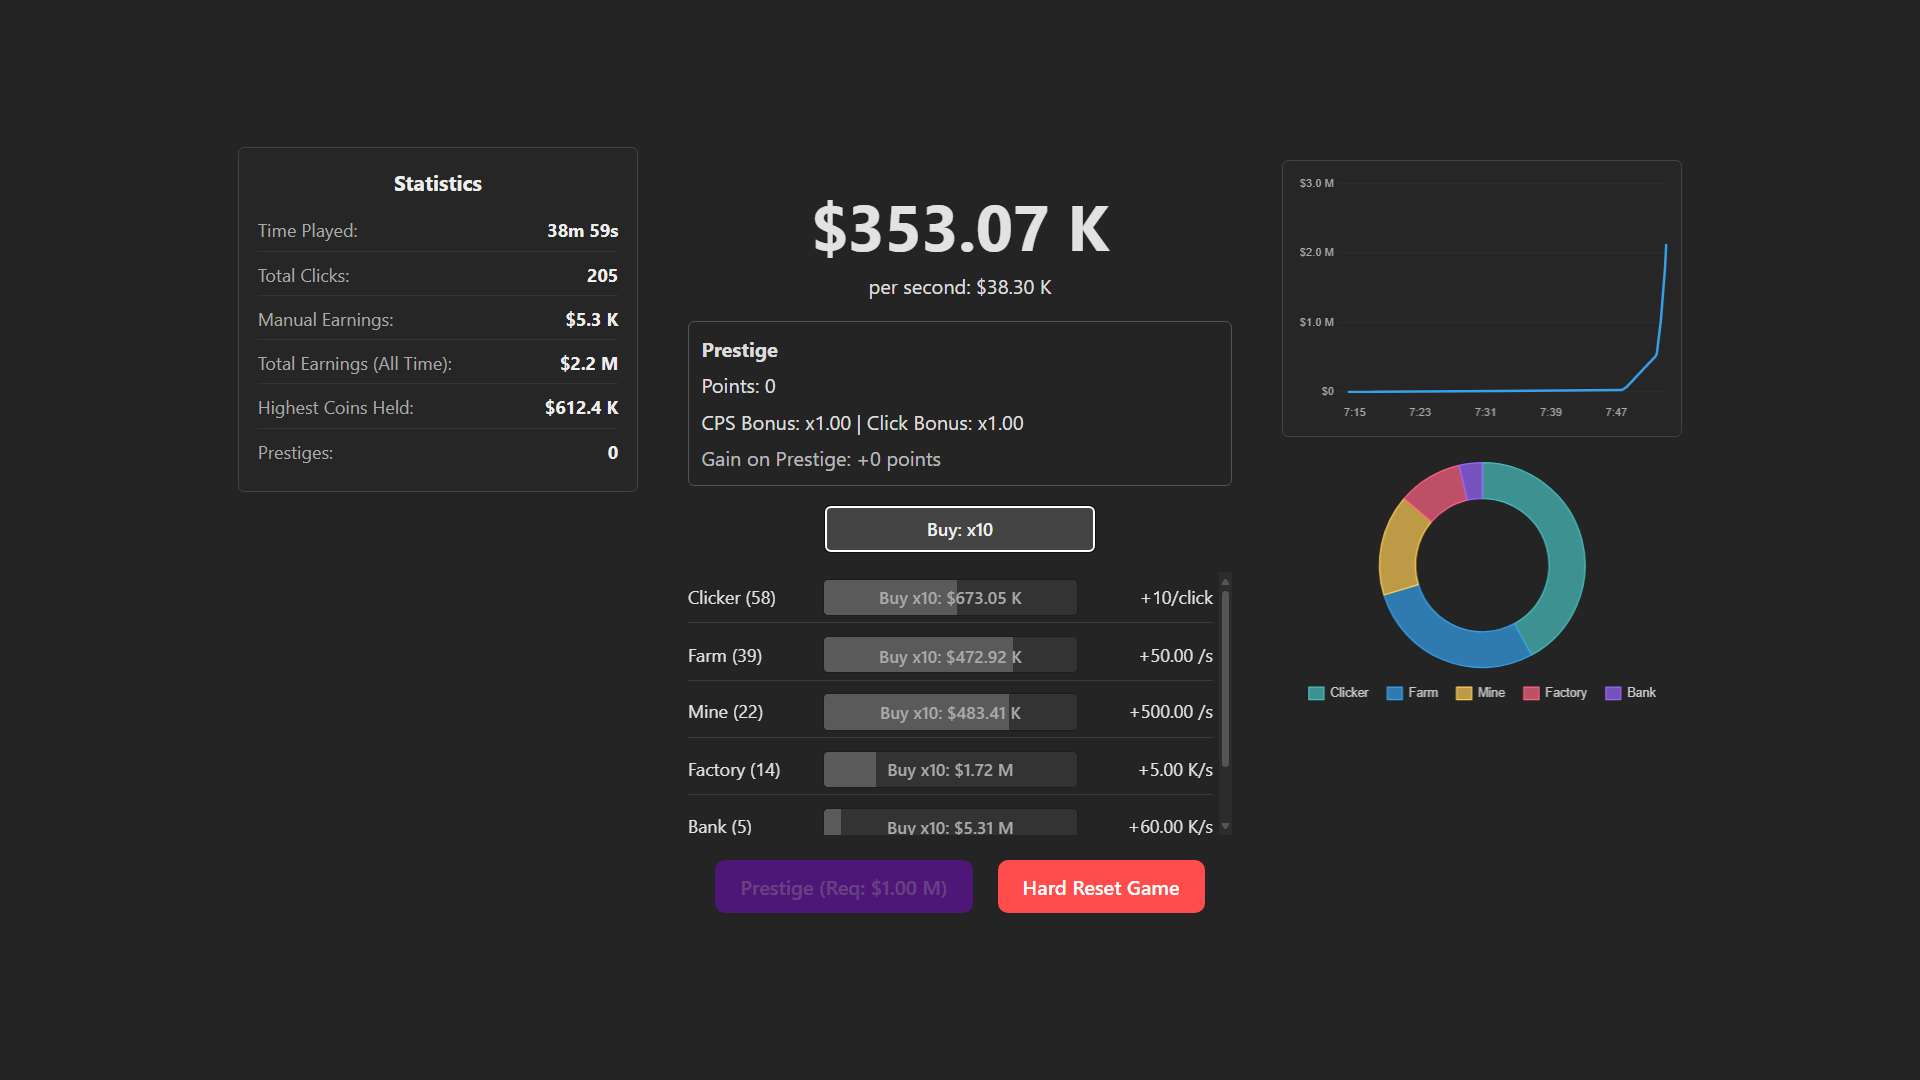 Statistics
Time Played: 38m 59s
Total Clicks: 205
Manual Earnings: $5.3 K
Total Earnings (All Time): $2.2 M
Highest Coins Held: $612.4 K
Prestiges: 0
$353.07 K
per second: $38.30 K
Prestige
Points: 0
CPS Bonus: x1.00 | Click Bonus: x1.00
Gain on Prestige: +0 points
Buy: x10
Clicker (58) Buy x10: $673.05 K +10/click
Farm (39) Buy x10: $472.92 K +50.00 /s
Mine (22) Buy x10: $483.41 K +500.00 /s
Factory (14) Buy x10: $1.72 M +5.00 K/s
Bank (5) Buy x10: $5.31 M +60.00 K/s
Prestige (Req: $1.00 M) Hard Reset Game
$3.0 M
$2.0 M
$1.0 M
$0
7:15 7:23 7:31 7:39 7:47
Clicker Farm Mine Factory Bank